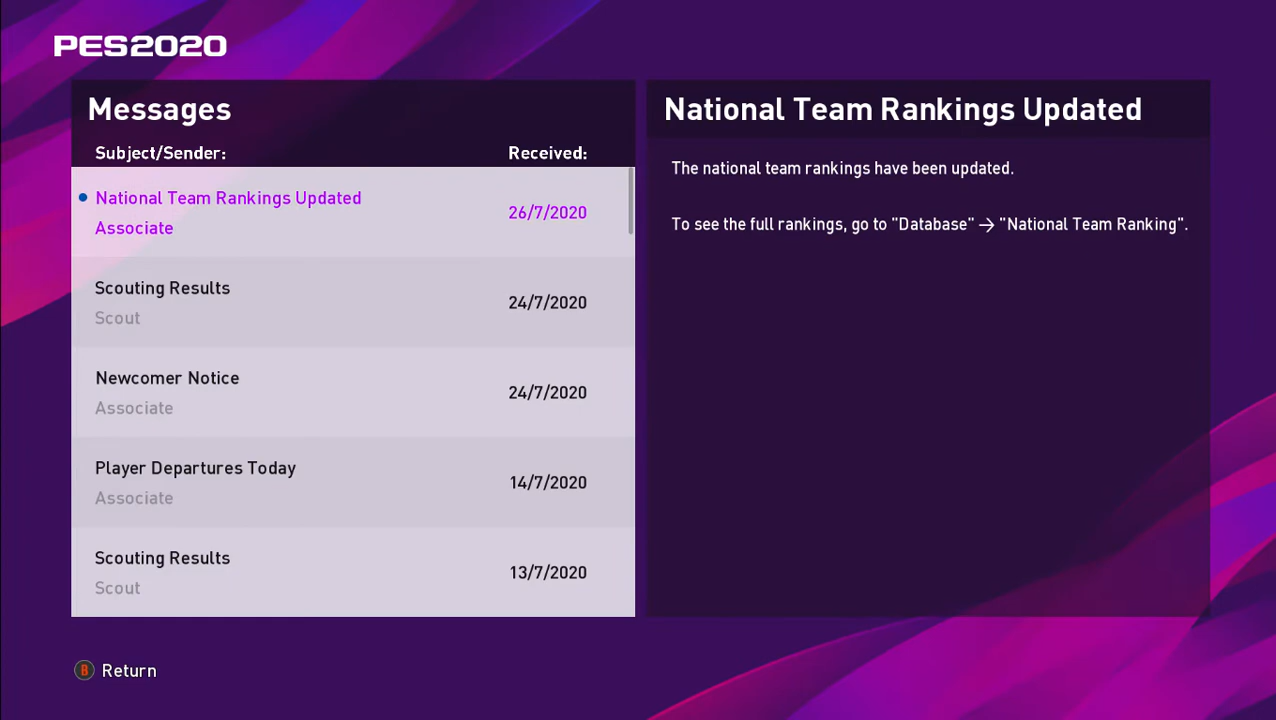 PES2020
Messages
Subject/Sender:
Received:
National Team Rankings Updated
Associate
26/7/2020
Scouting Results
Scout
24/7/2020
Newcomer Notice
Associate
24/7/2020
Player Departures Today
Associate
14/7/2020
Scouting Results
Scout
13/7/2020
National Team Rankings Updated
The national team rankings have been updated.
To see the full rankings, go to "Database" → "National Team Ranking".
B Return